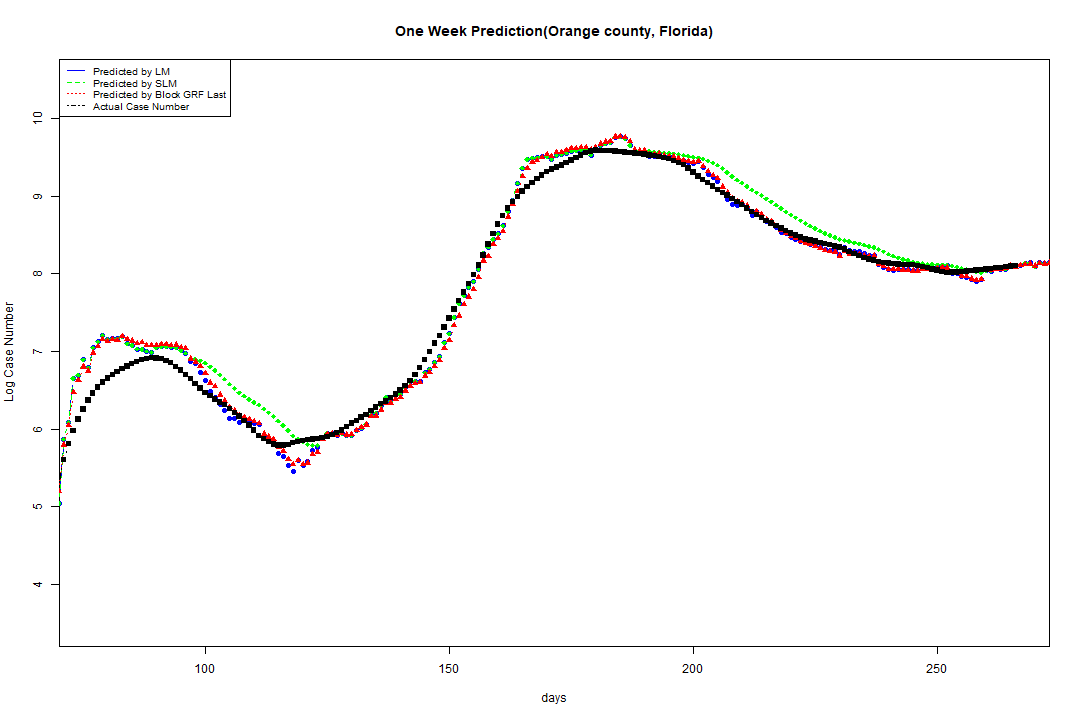 One Week Prediction(Orange county, Florida)
Predicted by LM
Predicted by SLM
Predicted by Block GRF Last
Actual Case Number
10
9
8
7
6
5
4
Log Case Number
100 150 200 250
days